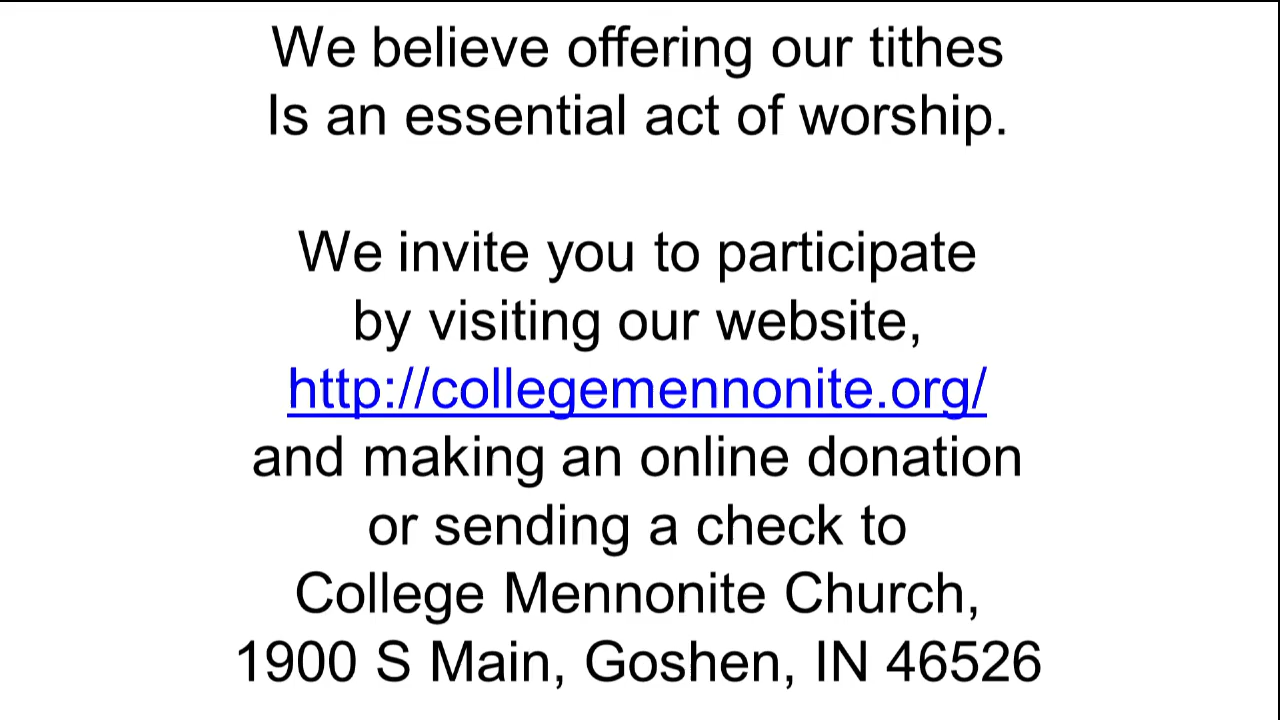 We believe offering our tithes
Is an essential act of worship.
We invite you to participate
by visiting our website,
http://collegemennonite.org/
and making an online donation
or sending a check to
College Mennonite Church,
1900 S Main, Goshen, IN 46526